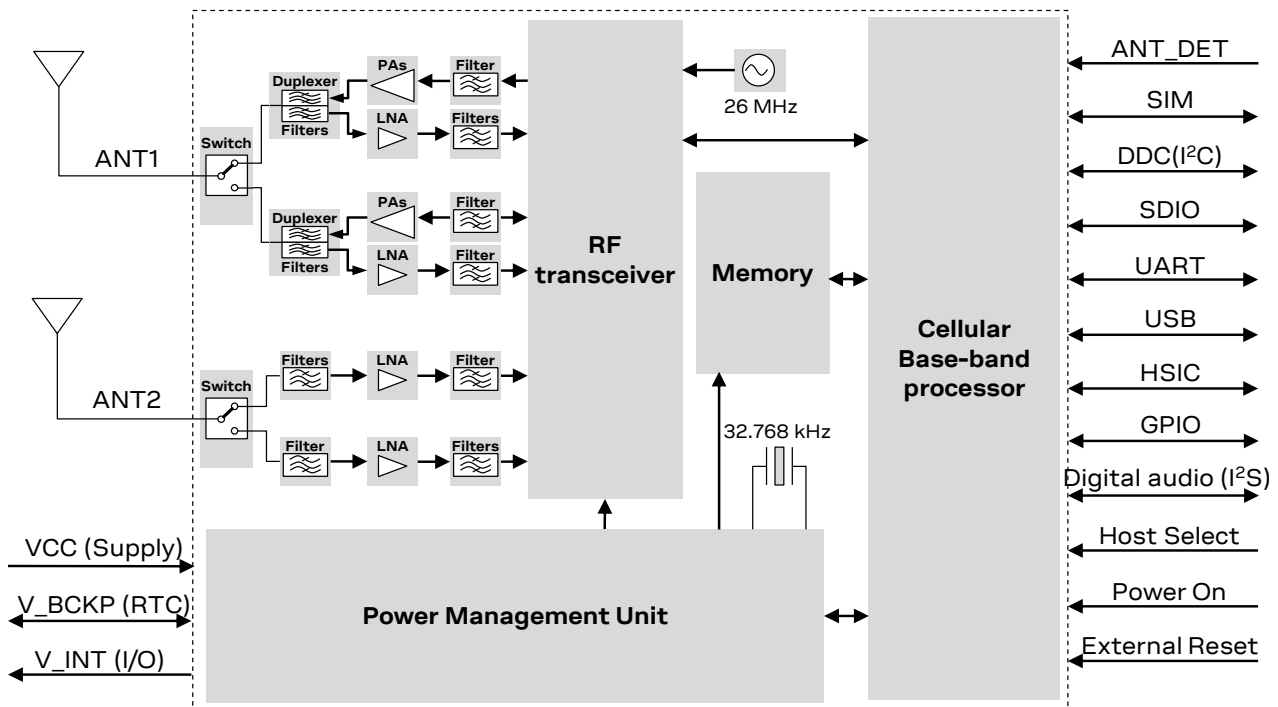 ANT1
Switch
Duplexer
Filters
PAs
Filter
LNA
Filters
Duplexer
Filters
PAs
Filter
LNA
Filter
ANT2
Switch
Filters
LNA
Filter
Filter
LNA
Filters
RF
transceiver
26 MHz
Memory
32.768 kHz
Cellular
Base-band
processor
Power Management Unit
VCC (Supply)
V_BCKP (RTC)
V_INT (I/O)
ANT_DET
SIM
DDC(I²C)
SDIO
UART
USB
HSIC
GPIO
Digital audio (I²S)
Host Select
Power On
External Reset